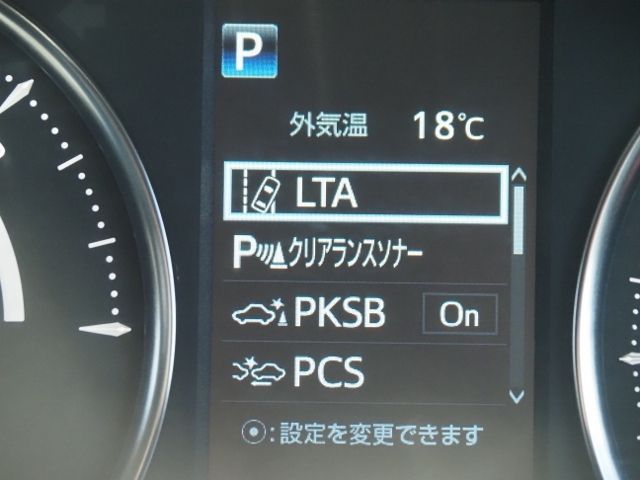 P
外気温 18℃
LTA
P クリアランスソナー
PKSB On
PCS
⦿:設定を変更できます